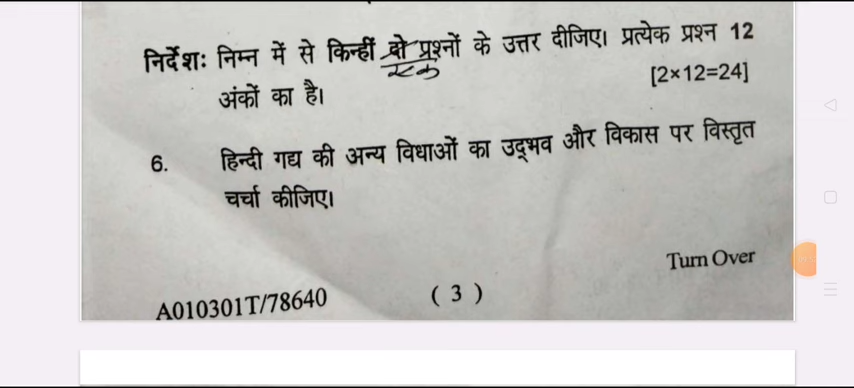 निर्देशः निम्न में से किन्हीं दो प्रश्नों के उत्तर दीजिए। प्रत्येक प्रश्न 12
एक
अंकों का है। [2×12=24]
6. हिन्दी गद्य की अन्य विधाओं का उद्भव और विकास पर विस्तृत
चर्चा कीजिए।
Turn Over
A010301T/78640 ( 3 )